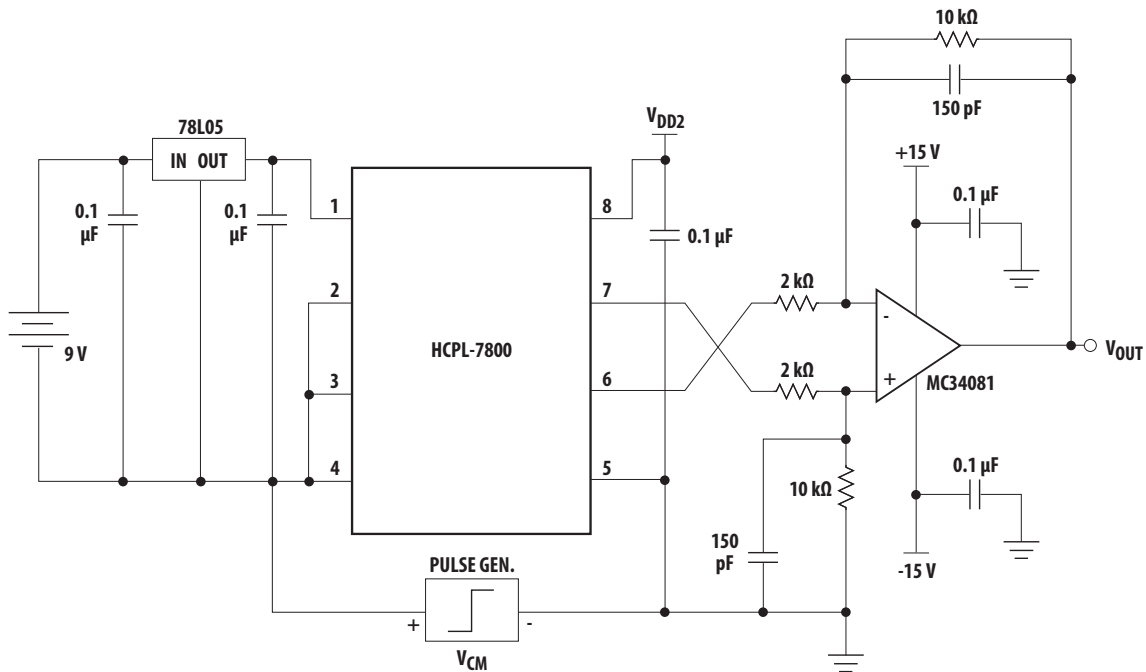 10 kΩ
150 pF
78L05
IN OUT
V_DD2
+15 V
0.1 µF
0.1
µF
0.1
µF
1
8
0.1 µF
2 kΩ
2
7
-
9 V
HCPL-7800
V_OUT
2 kΩ
3
6
+
MC34081
4
5
10 kΩ
0.1 µF
150
pF
-15 V
PULSE GEN.
+
-
V_CM